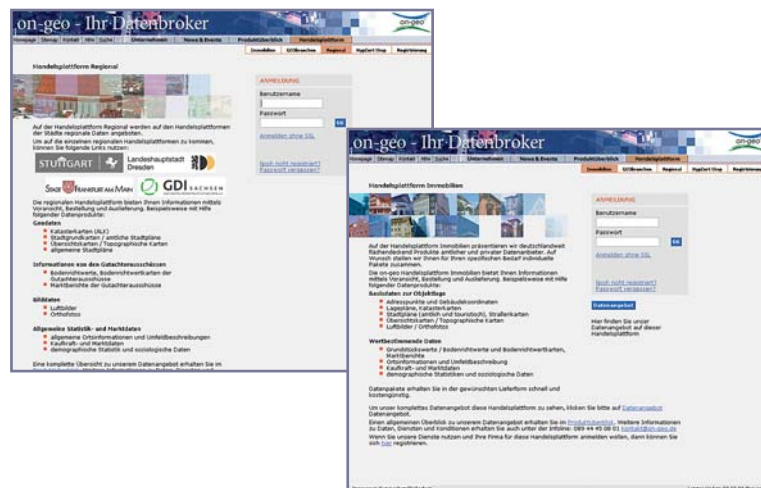 on-geo - Ihr Datenbroker
on-geo
Homepage Sitemap Kontakt Hilfe Suche Unternehmen News & Events Produktüberblick Handelsplattform
Immobilien GEObranchen Regional HypCert Shop Registrierung
Handelsplattform Regional
ANMELDUNG
Benutzername
Passwort
GO
Anmelden ohne SSL
Noch nicht registriert?
Passwort vergessen?
Auf der Handelsplattform Regional werden auf den Handelsplattformen
der Städte regionale Daten angeboten.
Um auf die einzelnen regionalen Handelsplattformen zu kommen,
können Sie folgende Links nutzen:
STUTTGART
Landeshauptstadt
Dresden
STADT FRANKFURT AM MAIN
GDI SACHSEN
Die regionalen Handelsplattform bieten Ihnen Informationen mittels
Voransicht, Bestellung und Auslieferung. Beispielsweise mit Hilfe
folgender Datenprodukte:
Geodaten
Katasterkarten (ALK)
Stadtgrundkarten / amtliche Stadtpläne
Übersichtskarten / Topographische Karten
allgemeine Stadtpläne
Informationen von den Gutachterausschüssen
Bodenrichtwerte, Bodenrichtwertkarten der
Gutachterausschüsse
Marktberichte der Gutachterausschüsse
Bilddaten
Luftbilder
Orthofotos
Allgemeine Statistik- und Marktdaten
allgemeine Ortsinformationen und Umfeldbeschreibungen
Kaufkraft- und Marktdaten
demographische Statistik und soziologische Daten
Eine komplette Übersicht zu unserem Datenangebot erhalten Sie im
on-geo - Ihr Datenbroker
on-geo
Homepage Sitemap Kontakt Hilfe Suche Unternehmen News & Events Produktüberblick Handelsplattform
Immobilien GEObranchen Regional HypCert Shop Registrierung
Handelsplattform Immobilien
ANMELDUNG
Benutzername
Passwort
GO
Anmelden ohne SSL
Noch nicht registriert?
Passwort vergessen?
Datenangebot
Hier finden Sie unser
Datenangebot auf dieser
Handelsplattform
Auf der Handelsplattform Immobilien präsentieren wir deutschlandweit
flächendeckend Produkte amtlicher und privater Datenanbieter. Auf
Wunsch stellen wir Ihnen für Ihren spezifischen Bedarf individuelle
Pakete zusammen.
Die on-geo Handelsplattform Immobilien bietet Ihnen Informationen
mittels Voransicht, Bestellung und Auslieferung. Beispielsweise mit Hilfe
folgender Datenprodukte:
Basisdaten zur Objektlage
Adresspunkte und Gebäudekoordinaten
Lagepläne, Katasterkarten
Stadtpläne (amtlich und touristisch), Straßenkarten
Übersichtskarten / Topographische Karten
Luftbilder / Orthofotos
Wertbestimmende Daten
Grundstückswerte / Bodenrichtwerte und Bodenrichtwertkarten,
Marktberichte
Ortsinformationen und Umfeldbeschreibung
Kaufkraft- und Marktdaten
demographische Statistiken und soziologische Daten
Datenpakete erhalten Sie in der gewünschten Lieferform schnell und
kostengünstig.
Um unser komplettes Datenangebot diese Handelsplattform zu sehen, klicken Sie bitte auf Datenangebot
Datenangebot.
Einen allgemeinen Überblick zu unserem Datenangebot erhalten Sie im Produktüberblick. Weitere Informationen
zu Daten, Diensten und Konditionen erhalten Sie auch unter der Infoline: 089 44 45 08 01 kontakt@on-geo.de
Wenn Sie unsere Dienste nutzen und Ihre Firma für diese Handelsplattform anmelden wollen, dann können Sie
sich hier registrieren.